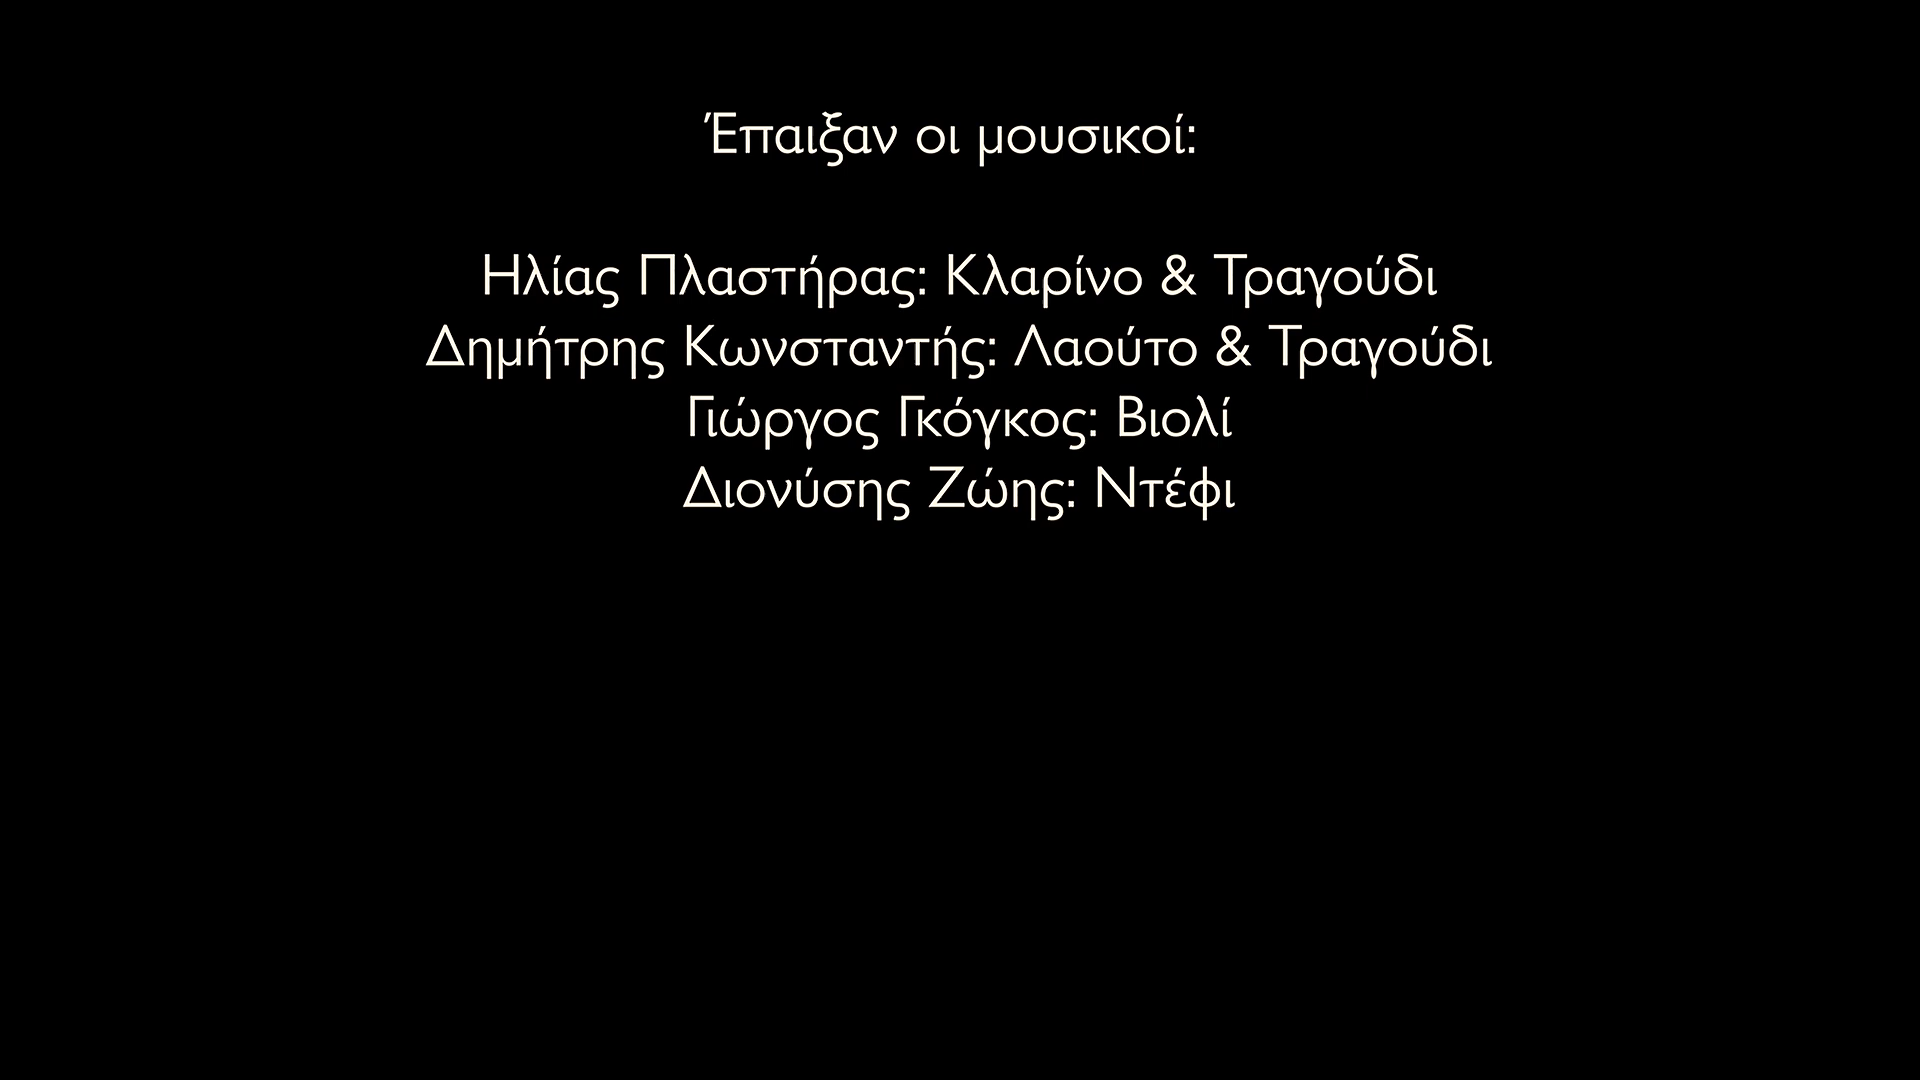 Έπαιξαν οι μουσικοί:
Ηλίας Πλαστήρας: Κλαρίνο & Τραγούδι
Δημήτρης Κωνσταντής: Λαούτο & Τραγούδι
Γιώργος Γκόγκος: Βιολί
Διονύσης Ζώης: Ντέφι